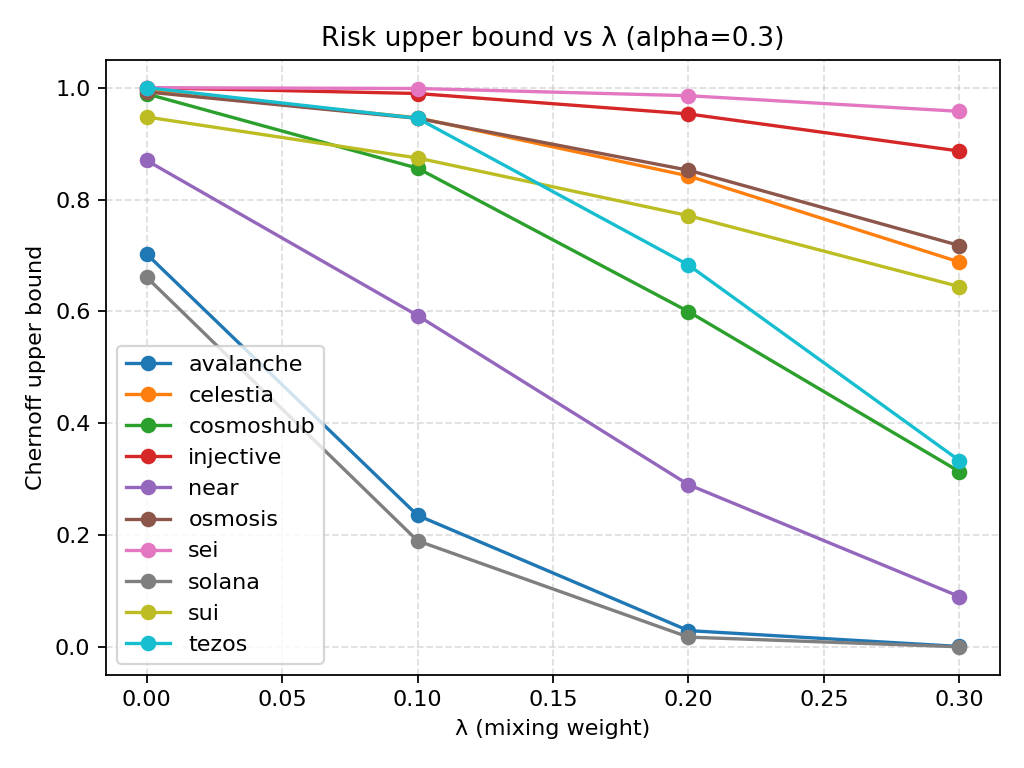 Risk upper bound vs λ (alpha=0.3)
Chernoff upper bound
1.0
0.8
0.6
0.4
0.2
0.0
avalanche
celestia
cosmoshub
injective
near
osmosis
sei
solana
sui
tezos
0.00 0.05 0.10 0.15 0.20 0.25 0.30
λ (mixing weight)